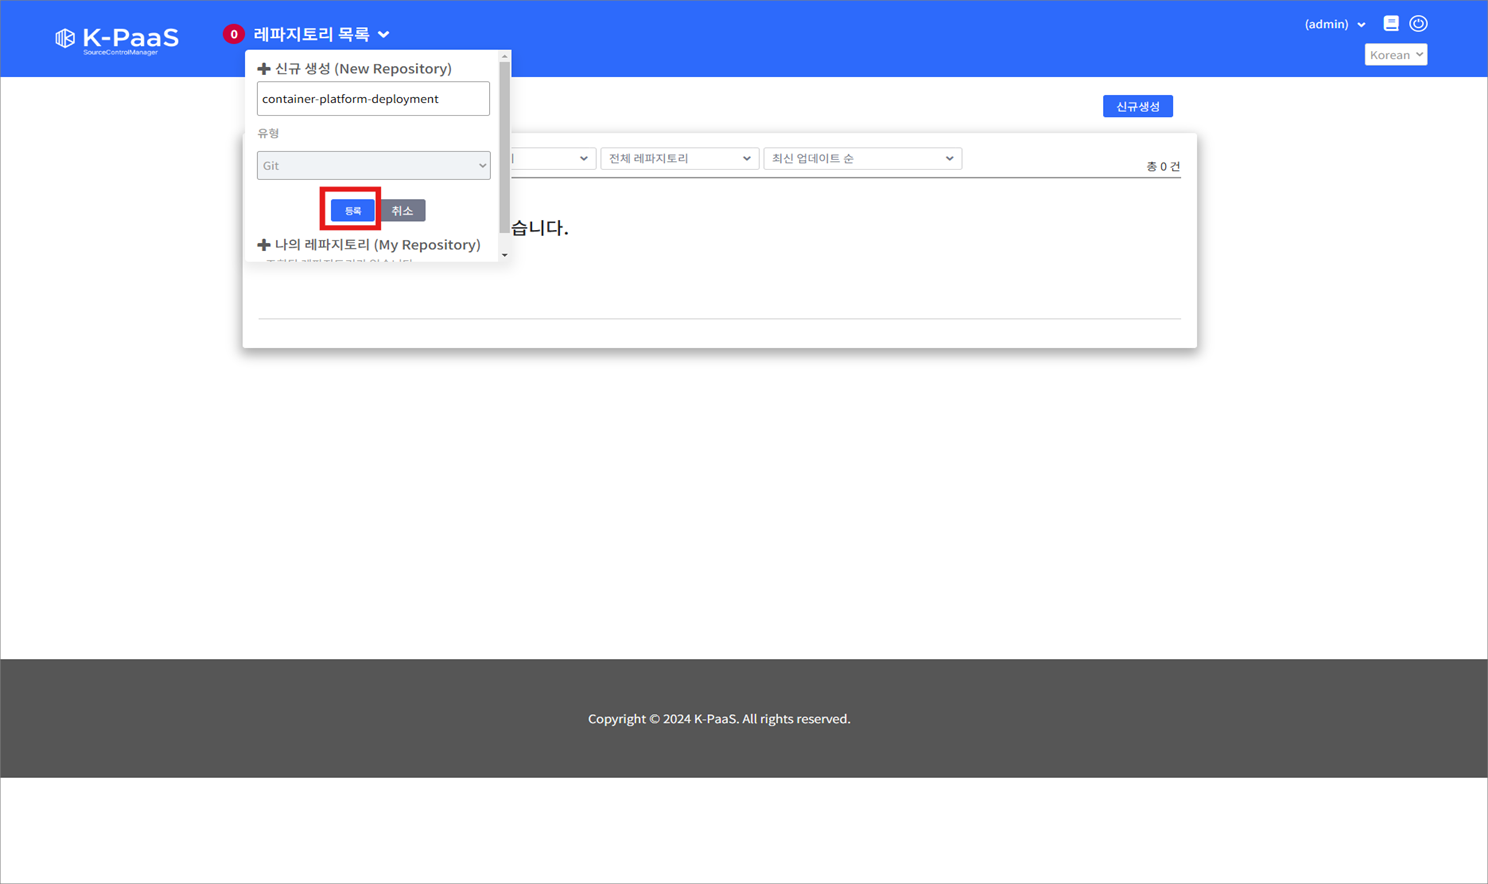 K-PaaS
SourceControlManager
0 레파지토리 목록
(admin)
Korean
신규 생성 (New Repository)
container-platform-deployment
유형
Git
등록 취소
나의 레파지토리 (My Repository)
신규생성
전체 레파지토리
최신 업데이트 순
총 0 건
습니다.
Copyright © 2024 K-PaaS. All rights reserved.